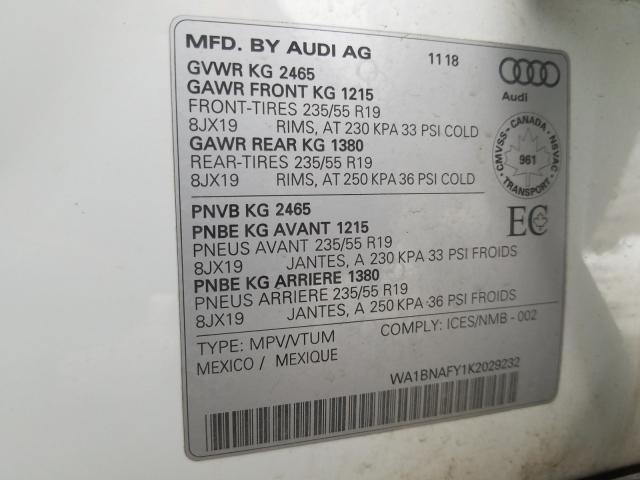 MFD. BY AUDI AG 11 18
Audi
GVWR KG 2465
GAWR FRONT KG 1215
FRONT-TIRES 235/55 R19
8JX19 RIMS, AT 230 KPA 33 PSI COLD
GAWR REAR KG 1380
REAR-TIRES 235/55 R19
8JX19 RIMS, AT 250 KPA 36 PSI COLD
CMVSS - CANADA - NSVAC
961
TRANSPORT
PNVB KG 2465
PNBE KG AVANT 1215
PNEUS AVANT 235/55 R19
8JX19 JANTES, A 230 KPA 33 PSI FROIDS
PNBE KG ARRIERE 1380
PNEUS ARRIERE 235/55 R19
8JX19 JANTES, A 250 KPA 36 PSI FROIDS
EC
TYPE: MPV/VTUM COMPLY: ICES/NMB - 002
MEXICO / MEXIQUE
WA1BNAFY1K2029232